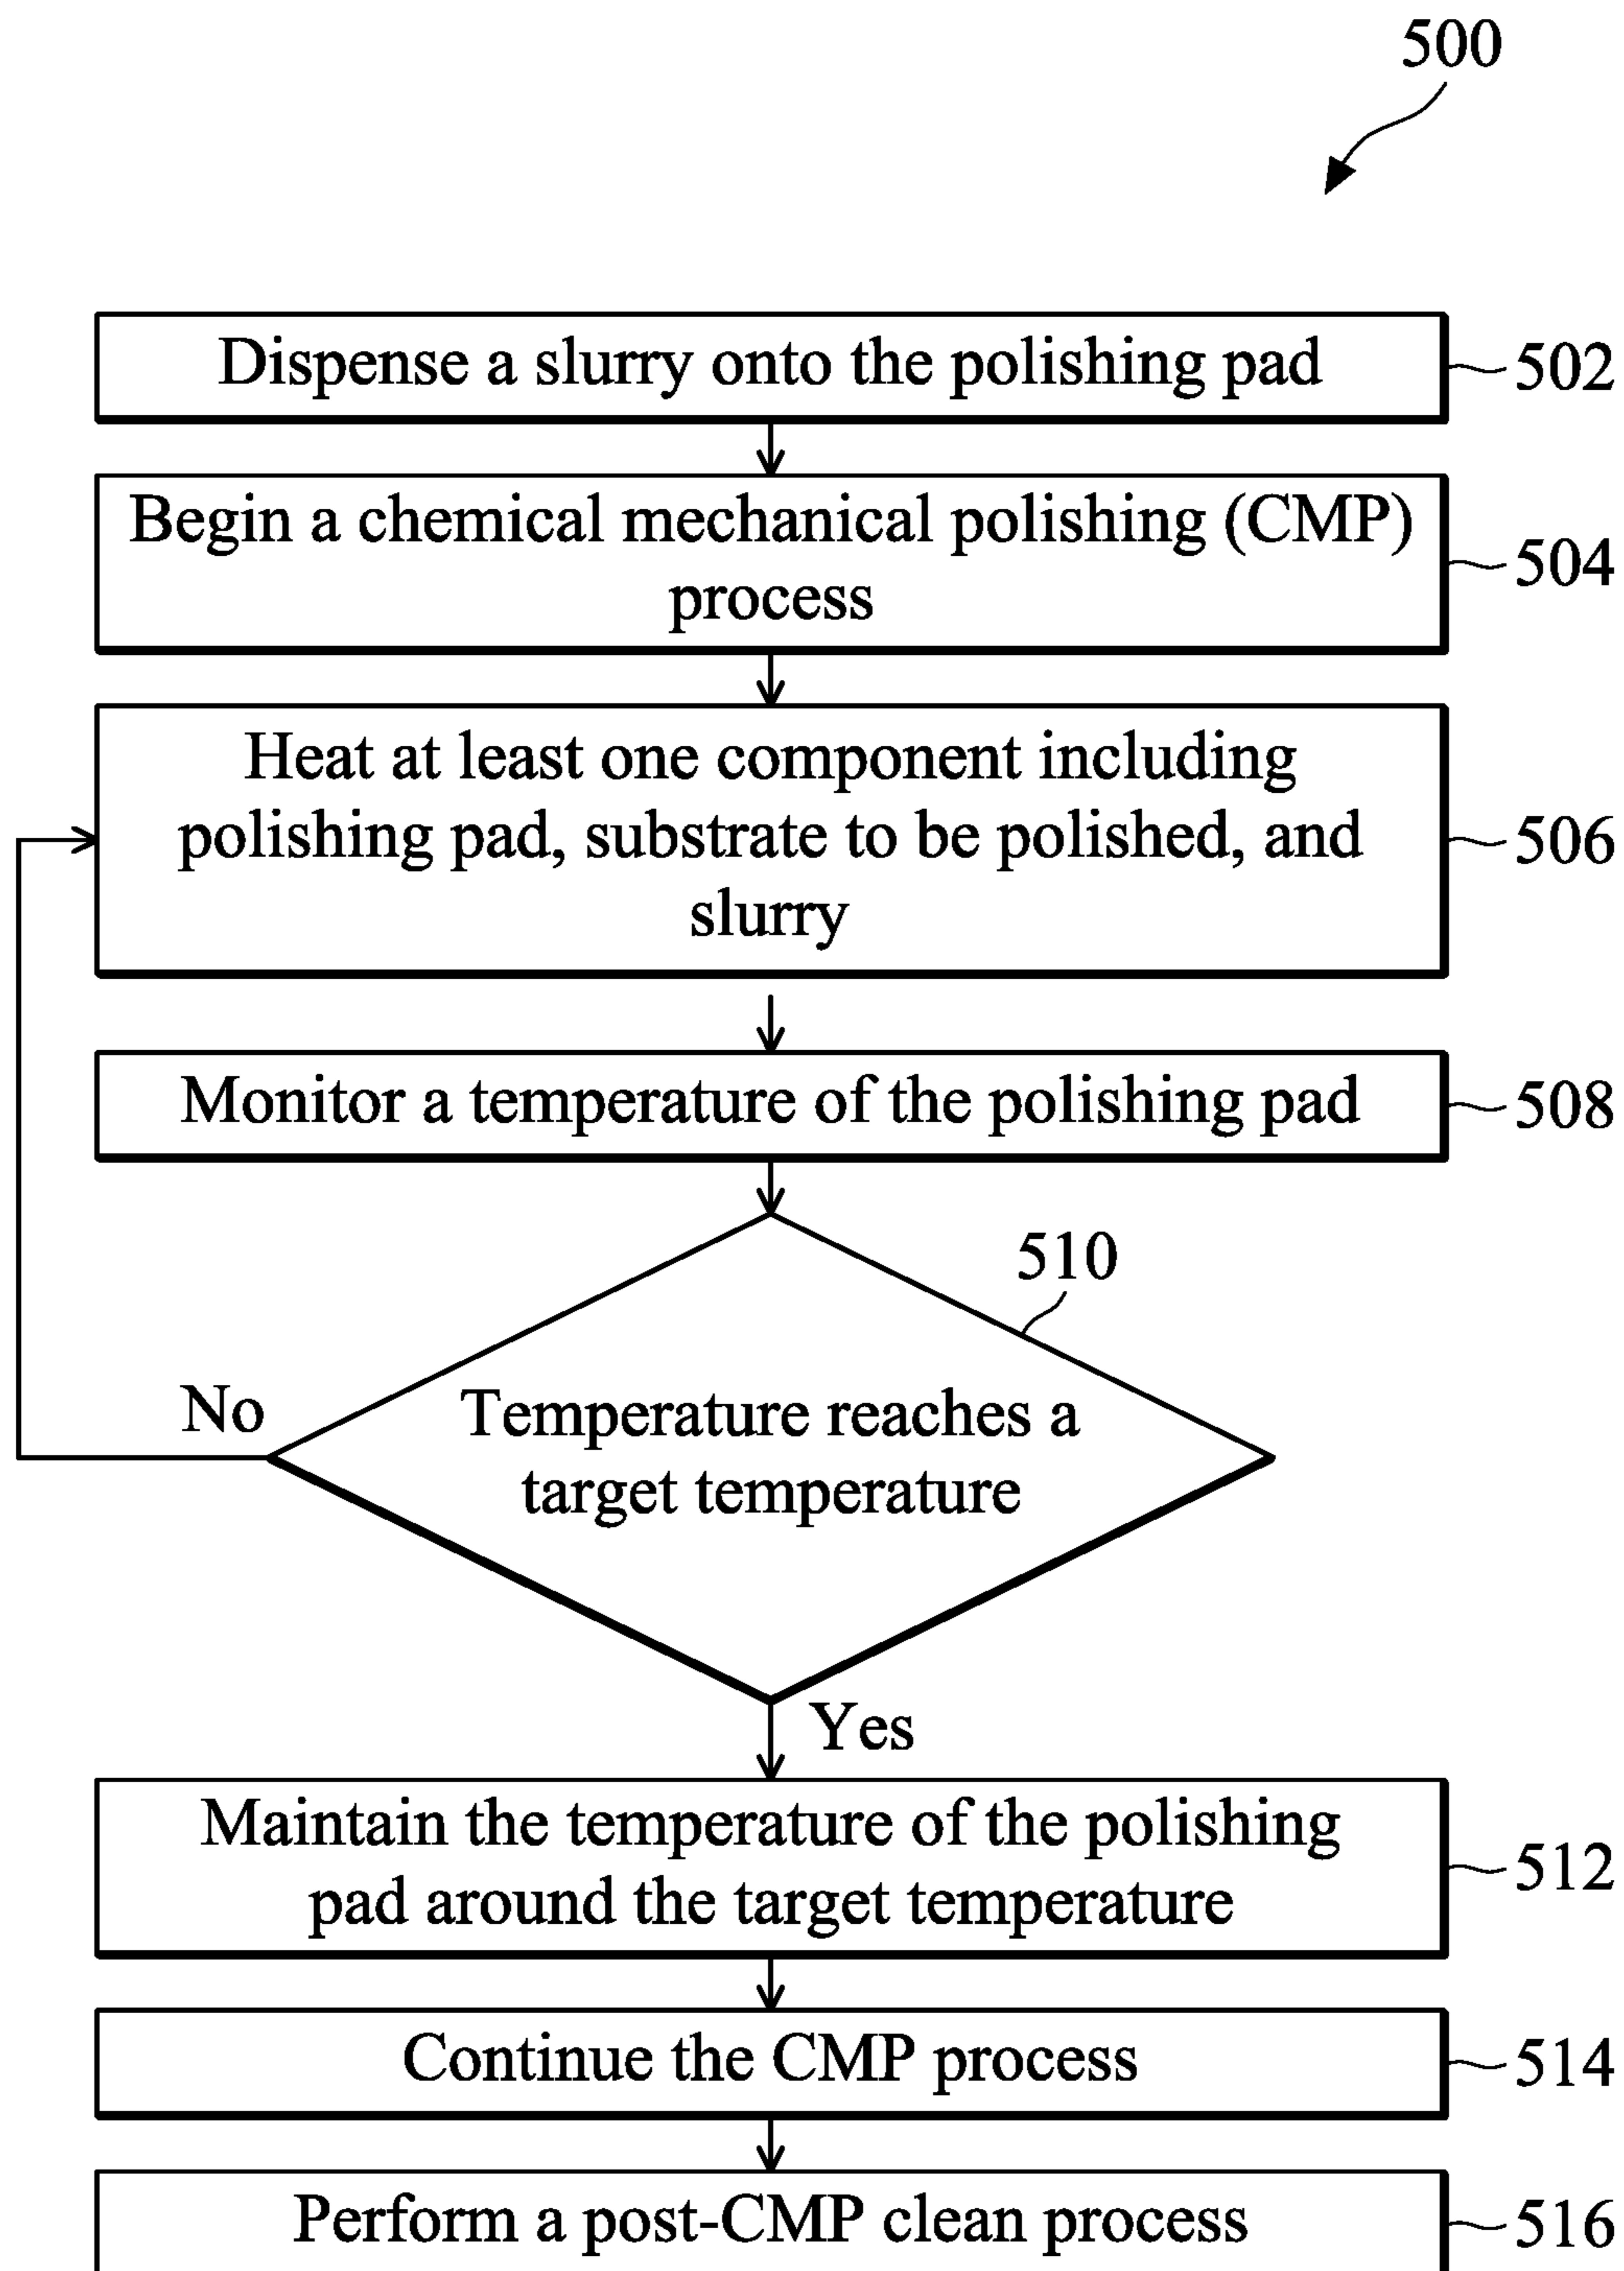 500
Dispense a slurry onto the polishing pad
502
Begin a chemical mechanical polishing (CMP)
process
504
Heat at least one component including
polishing pad, substrate to be polished, and
slurry
506
Monitor a temperature of the polishing pad
508
510
Temperature reaches a
target temperature
No
Yes
Maintain the temperature of the polishing
pad around the target temperature
512
Continue the CMP process
514
Perform a post-CMP clean process
516